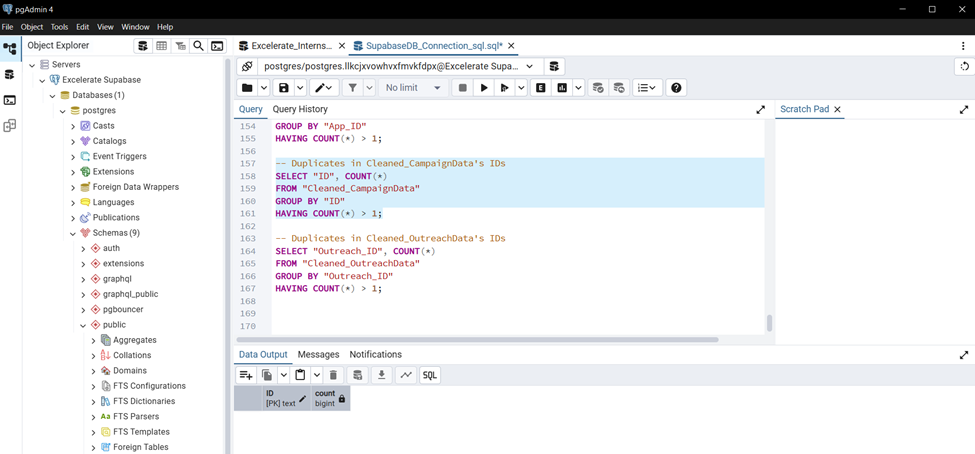 pgAdmin 4
File Object Tools Edit View Window Help
Object Explorer
Excelerate_Interns...
SupabaseDB_Connection_sql.sql*
Servers
Excelerate Supabase
Databases (1)
postgres
Casts
Catalogs
Event Triggers
Extensions
Foreign Data Wrappers
Languages
Publications
Schemas (9)
auth
extensions
graphql
graphql_public
pgbouncer
public
Aggregates
Collations
Domains
FTS Configurations
FTS Dictionaries
Aa FTS Parsers
FTS Templates
Foreign Tables
postgres/postgres.llkcjxvowhvxfmvkfdpx@Excelerate Supa...
No limit
E
Query Query History
Scratch Pad
154 GROUP BY "App_ID"
155 HAVING COUNT(*) > 1;
156
157 -- Duplicates in Cleaned_CampaignData's IDs
158 SELECT "ID", COUNT(*)
159 FROM "Cleaned_CampaignData"
160 GROUP BY "ID"
161 HAVING COUNT(*) > 1;
162
163 -- Duplicates in Cleaned_OutreachData's IDs
164 SELECT "Outreach_ID", COUNT(*)
165 FROM "Cleaned_OutreachData"
166 GROUP BY "Outreach_ID"
167 HAVING COUNT(*) > 1;
168
169
170
Data Output Messages Notifications
SQL
ID count
[PK] text bigint